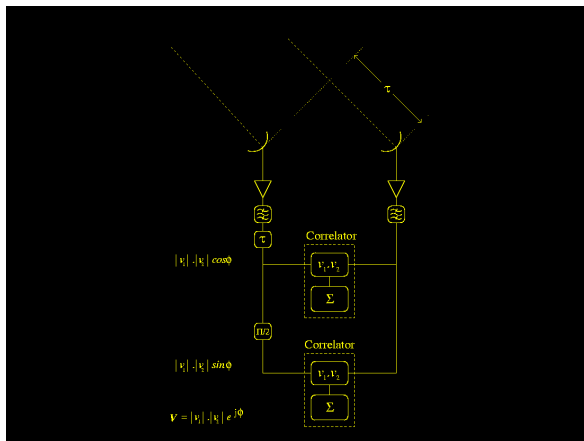 τ
τ
Correlator
|v₁|.|v₂| cosϕ
v₁.v₂
Σ
Π/2
Correlator
|v₁|.|v₂| sinϕ
v₁.v₂
Σ
V = |v₁|.|v₂| e^jϕ